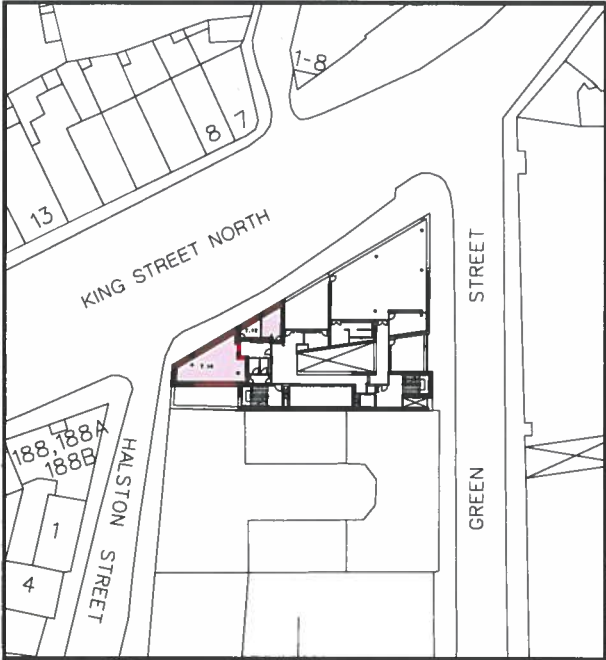 1-8
8
7
13
KING STREET NORTH
GREEN STREET
188,188A
188B
HALSTON STREET
1
4